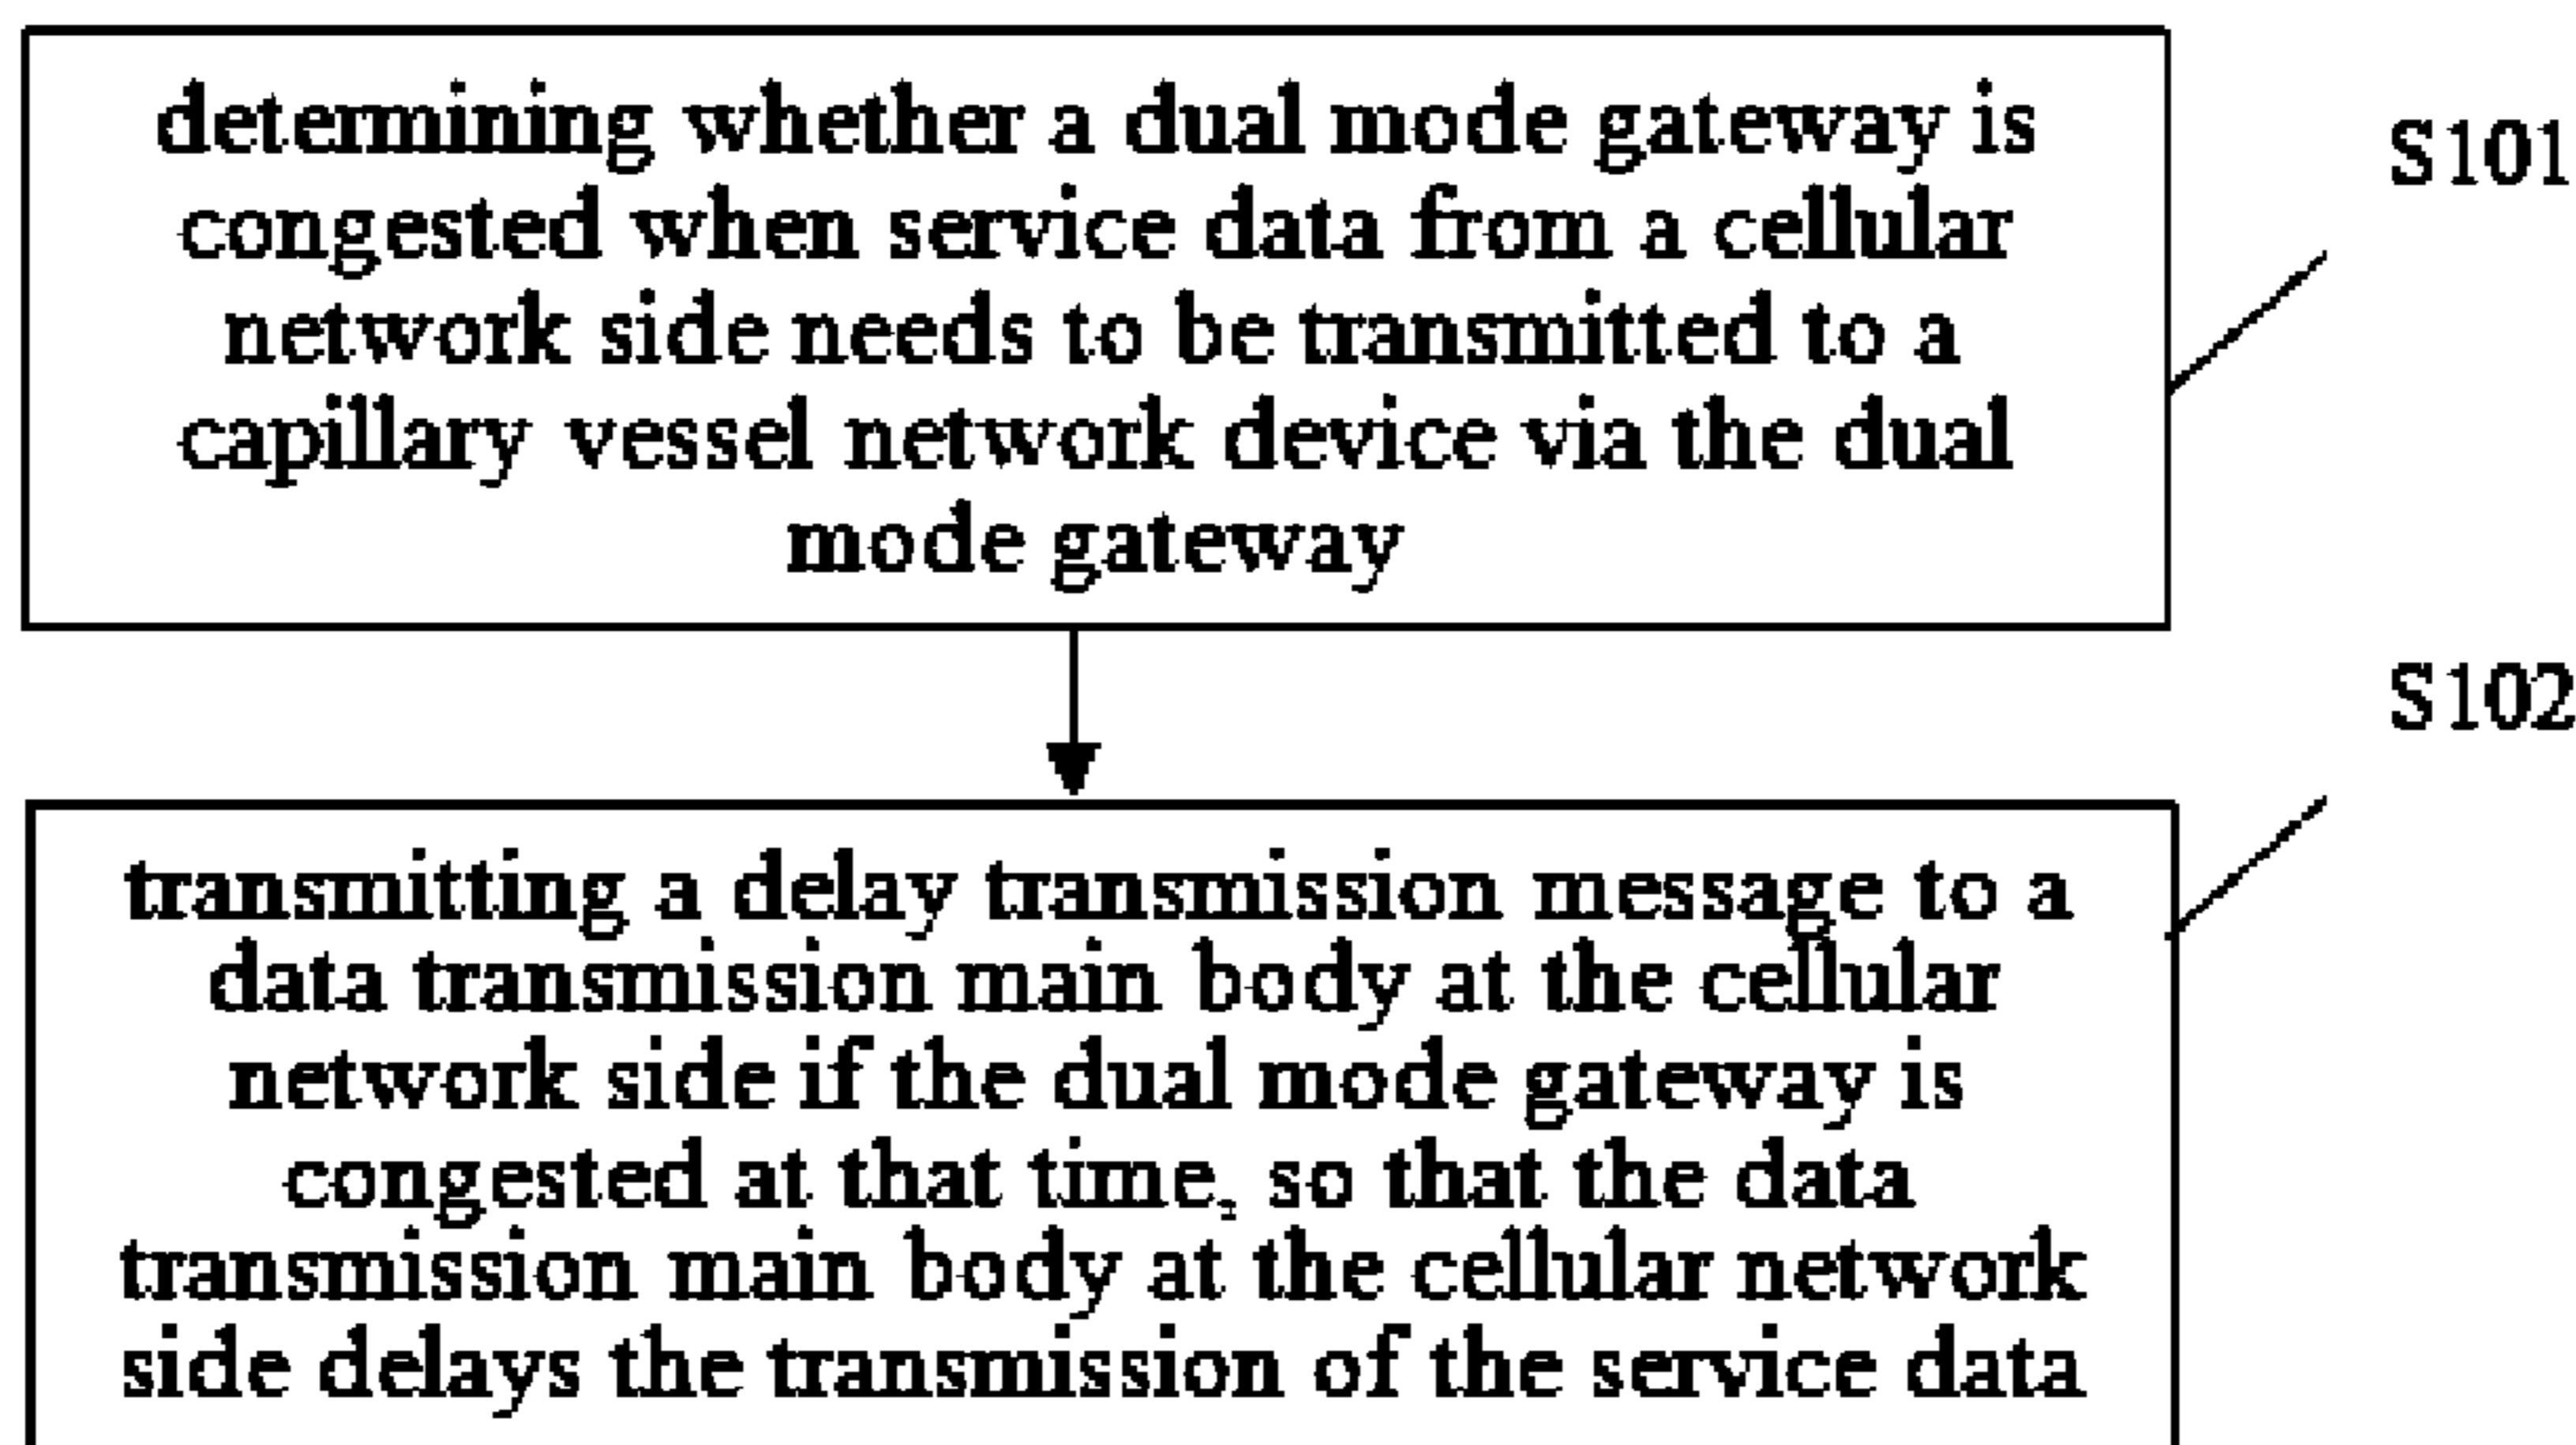 determining whether a dual mode gateway is
congested when service data from a cellular
network side needs to be transmitted to a
capillary vessel network device via the dual
mode gateway
S101
S102
transmitting a delay transmission message to a
data transmission main body at the cellular
network side if the dual mode gateway is
congested at that time, so that the data
transmission main body at the cellular network
side delays the transmission of the service data